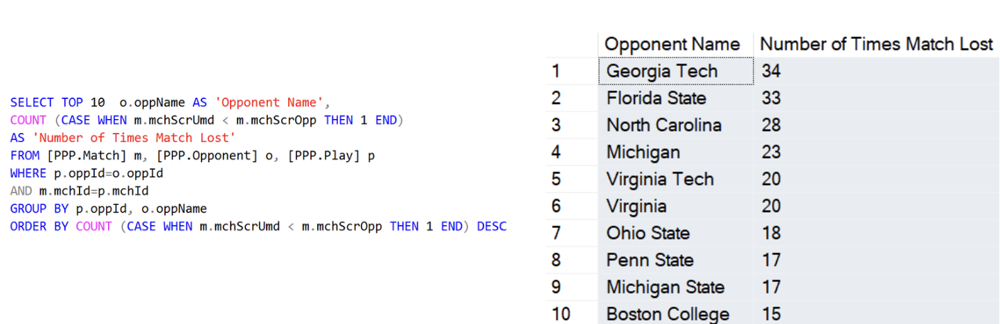 SELECT TOP 10  o.oppName AS 'Opponent Name',
COUNT (CASE WHEN m.mchScrUmd < m.mchScrOpp THEN 1 END)
AS 'Number of Times Match Lost'
FROM [PPP.Match] m, [PPP.Opponent] o, [PPP.Play] p
WHERE p.oppId=o.oppId
AND m.mchId=p.mchId
GROUP BY p.oppId, o.oppName
ORDER BY COUNT (CASE WHEN m.mchScrUmd < m.mchScrOpp THEN 1 END) DESC
Opponent Name Number of Times Match Lost
1 Georgia Tech 34
2 Florida State 33
3 North Carolina 28
4 Michigan 23
5 Virginia Tech 20
6 Virginia 20
7 Ohio State 18
8 Penn State 17
9 Michigan State 17
10 Boston College 15